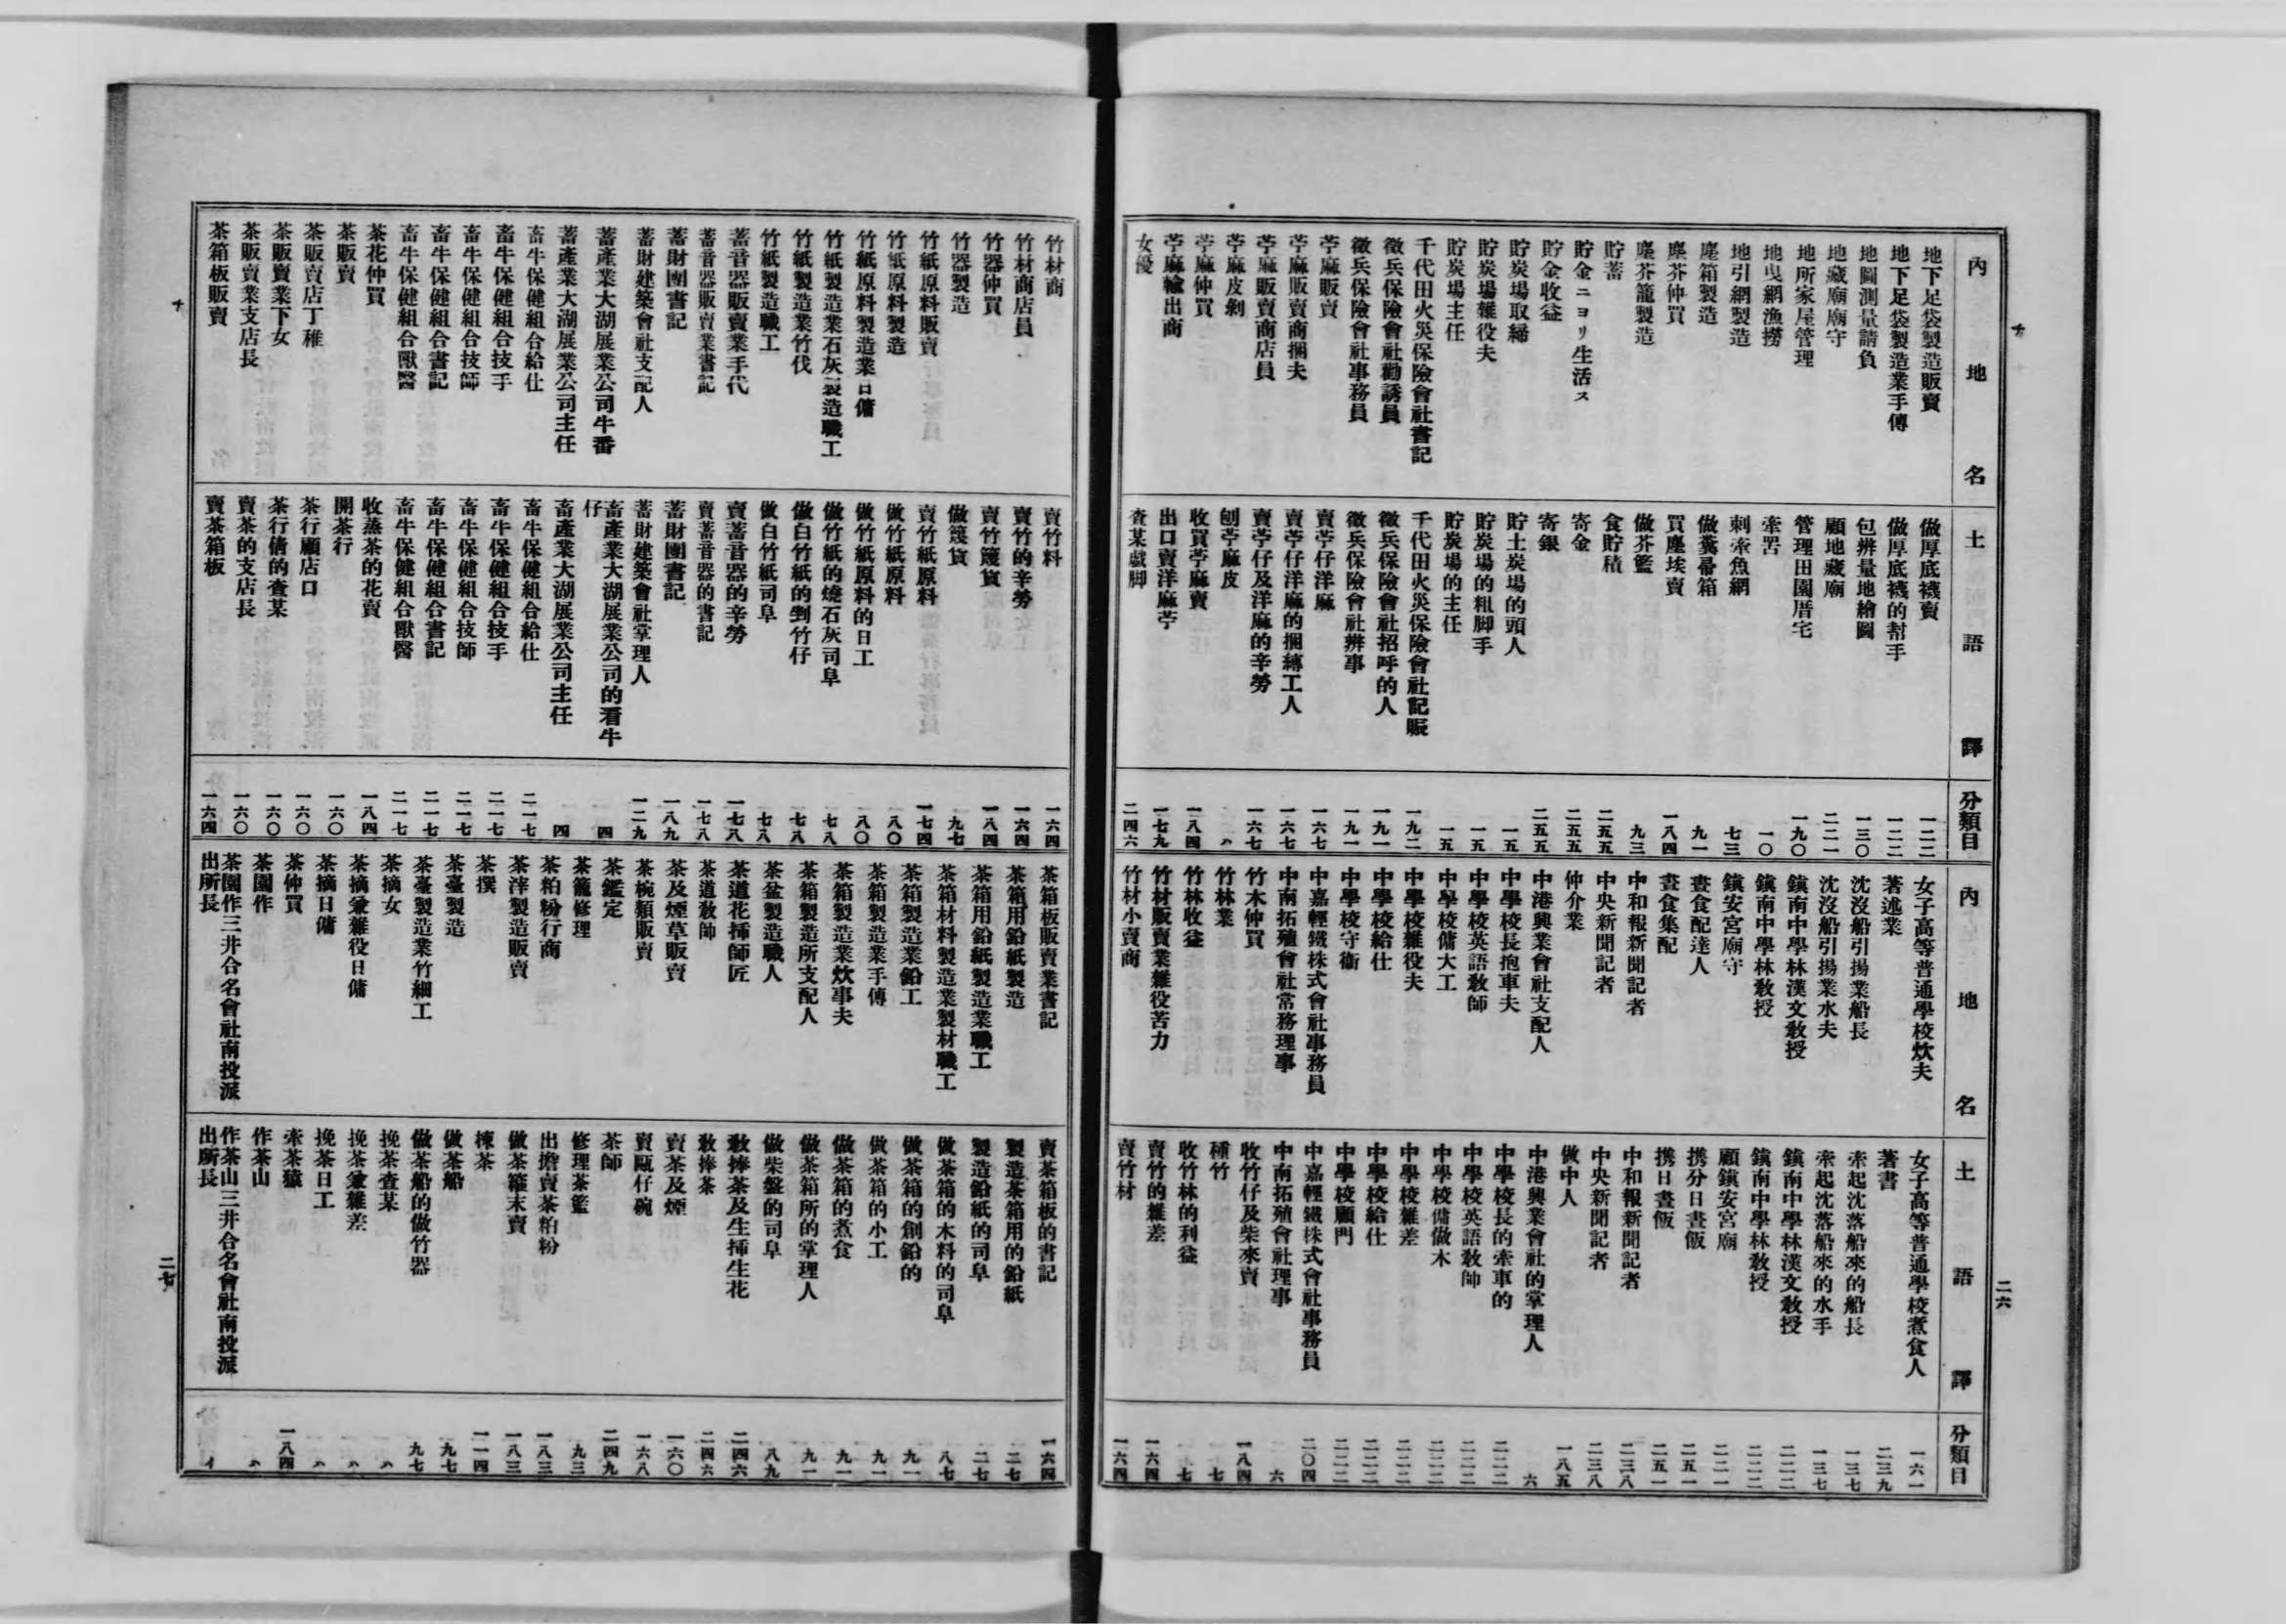 チ
內地名
地下足袋製造販賣
地下足袋製造業手傳
地圖測量請負
地藏廟廟守
地所家屋管理
地曳網漁撈
地引網製造
塵箱製造
塵芥仲買
塵芥籠製造
貯蓄
貯金ニヨリ生活ス
貯金收益
貯炭場取締
貯炭場雜役夫
貯炭場主任
千代田火災保險會社書記
徵兵保險會社勸誘員
徵兵保險會社事務員
苧麻販賣
苧麻販賣商捆夫
苧麻販賣商店員
苧麻皮剝
苧麻仲買
苧麻輸出商
女優
土語譯
做厚底襪賣
做厚底襪的幇手
包辨量地繪圖
顧地藏廟
管理田園厝宅
牽罟
刺牽魚網
做糞帚箱
買塵埃賣
做芥籃
食貯積
寄金
寄銀
貯土炭場的頭人
貯炭場的粗脚手
貯炭場的主任
千代田火災保險會社記賬
徵兵保險會社招呼的人
徵兵保險會社辨事
賣苧仔洋麻
賣苧仔洋麻的捆縛工人
賣苧仔及洋麻的辛勞
刨苧麻皮
收買苧麻賣
出口賣洋麻苧
查某戲脚
分類目
一二二
一二二
一三〇
二二一
一九〇
一〇
七三
九一
一八四
九三
二五五
二五五
二五五
一五
一五
一五
一九二
一九一
一九一
一六七
一六七
一六七
八
一八四
一七九
二四六
內地名
女子高等普通學校炊夫
著述業
沈沒船引揚業船長
沈沒船引揚業水夫
鎭南中學林漢文敎授
鎭南中學林敎授
鎭安宮廟守
晝食配達人
晝食集配
中和報新聞記者
中央新聞記者
仲介業
中港興業會社支配人
中學校長抱車夫
中學校英語敎師
中學校傭大工
中學校雜役夫
中學校給仕
中學校守衞
中嘉輕鐵株式會社事務員
中南拓殖會社常務理事
竹木仲買
竹林業
竹林收益
竹材販賣業雜役苦力
竹材小賣商
土語譯
女子高等普通學校煮食人
著書
牽起沈落船來的船長
牽起沈落船來的水手
鎭南中學林漢文敎授
鎭南中學林敎授
顧鎭安宮廟
携分日晝飯
携日晝飯
中和報新聞記者
中央新聞記者
做中人
中港興業會社的掌理人
中學校長的牽車的
中學校英語敎師
中學校傭做木
中學校雜差
中學校給仕
中學校顧門
中嘉輕鐵株式會社事務員
中南拓殖會社理事
收竹仔及柴來賣
種竹
收竹林的利益
賣竹的雜差
賣竹材
分類目
一六一
二三九
一三七
一三七
二二二
二二二
二二一
二五一
二五一
二三八
二三八
一八五
六
二二二
二二二
二二二
二二二
二二二
二二二
二〇四
六
一八四
七
七
一六四
一六四
二六
チ
竹材商
竹材商店員
竹器仲買
竹器製造
竹紙原料販賣
竹紙原料製造
竹紙原料製造業日傭
竹紙製造業石灰製造職工
竹紙製造業竹伐
竹紙製造職工
蓄音器販賣業手代
蓄音器販賣業書記
蓄財團書記
蓄財建築會社支配人
蓄產業大湖展業公司牛番
蓄產業大湖展業公司主任
畜牛保健組合給仕
畜牛保健組合技手
畜牛保健組合技師
畜牛保健組合書記
畜牛保健組合獸醫
茶花仲買
茶販賣
茶販賣店丁稚
茶販賣業下女
茶販賣業支店長
茶箱板販賣
賣竹料
賣竹的辛勞
賣竹篾貨
做篾貨
賣竹紙原料
做竹紙原料
做竹紙原料的日工
做竹紙的燒石灰司阜
做白竹紙的剉竹仔
做白竹紙司阜
賣蓄音器的辛勞
賣蓄音器的書記
蓄財團書記
蓄財建築會社掌理人
畜產業大湖展業公司的看牛
仔
畜產業大湖展業公司主任
畜牛保健組合給仕
畜牛保健組合技手
畜牛保健組合技師
畜牛保健組合書記
畜牛保健組合獸醫
收蒸茶的花賣
開茶行
茶行顧店口
茶行倩的查某
賣茶的支店長
賣茶箱板
一六四
一六四
一八四
九七
一七四
八〇
八〇
七八
七八
七八
一七八
一七八
一八九
一二九
四
四
二一七
二一七
二一七
二一七
二一七
一八四
一六〇
一六〇
一六〇
一六〇
一六四
茶箱板販賣業書記
茶箱用鉛紙製造
茶箱用鉛紙製造業職工
茶箱材料製造業製材職工
茶箱製造業鉛工
茶箱製造業手傳
茶箱製造業炊事夫
茶箱製造所支配人
茶盆製造職人
茶道花揷師匠
茶道敎師
茶及煙草販賣
茶椀類販賣
茶鑑定
茶籠修理
茶粕粉行商
茶滓製造販賣
茶撰
茶臺製造
茶臺製造業竹細工
茶摘女
茶摘兼雜役日傭
茶摘日傭
茶仲買
茶園作
茶園作三井合名會社南投派
出所長
賣茶箱板的書記
製造茶箱用的鉛紙
製造鉛紙的司阜
做茶箱的木料的司阜
做茶箱的創鉛的
做茶箱的小工
做茶箱的煮食
做茶箱所的掌理人
做柴盤的司阜
敎捧茶及生揷生花
敎捧茶
賣茶及煙
賣甌仔碗
茶師
修理茶籃
出擔賣茶粕粉
做茶籠末賣
棟茶
做茶船
做茶船的做竹器
挽茶查某
挽茶兼雜差
挽茶日工
牽茶猿
作茶山
作茶山三井合名會社南投派
出所長
一六四
二七
二七
八七
九一
九一
九一
九一
八九
二四六
二四六
一六〇
一六八
二四九
九三
一八三
一八三
一一四
九七
九七
八
八
八
一八四
八
イ
二七